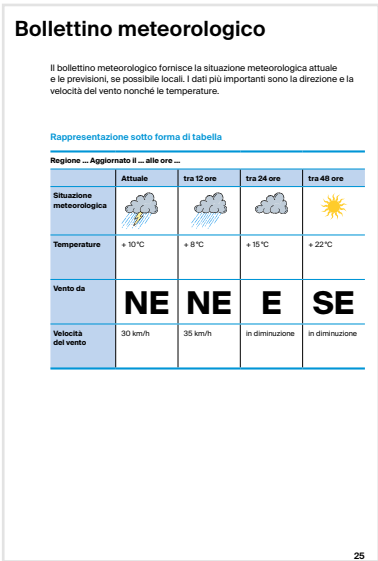 Bollettino meteorologico
Il bollettino meteorologico fornisce la situazione meteorologica attuale
e le previsioni, se possibile locali. I dati più importanti sono la direzione e la
velocità del vento nonché le temperature.
Rappresentazione sotto forma di tabella
Regione ... Aggiornato il ... alle ore ...
Attuale tra 12 ore tra 24 ore tra 48 ore
Situazione
meteorologica
Temperature + 10 °C + 8 °C + 15 °C + 22 °C
Vento da NE NE E SE
Velocità 30 km/h 35 km/h in diminuzione in diminuzione
del vento
25